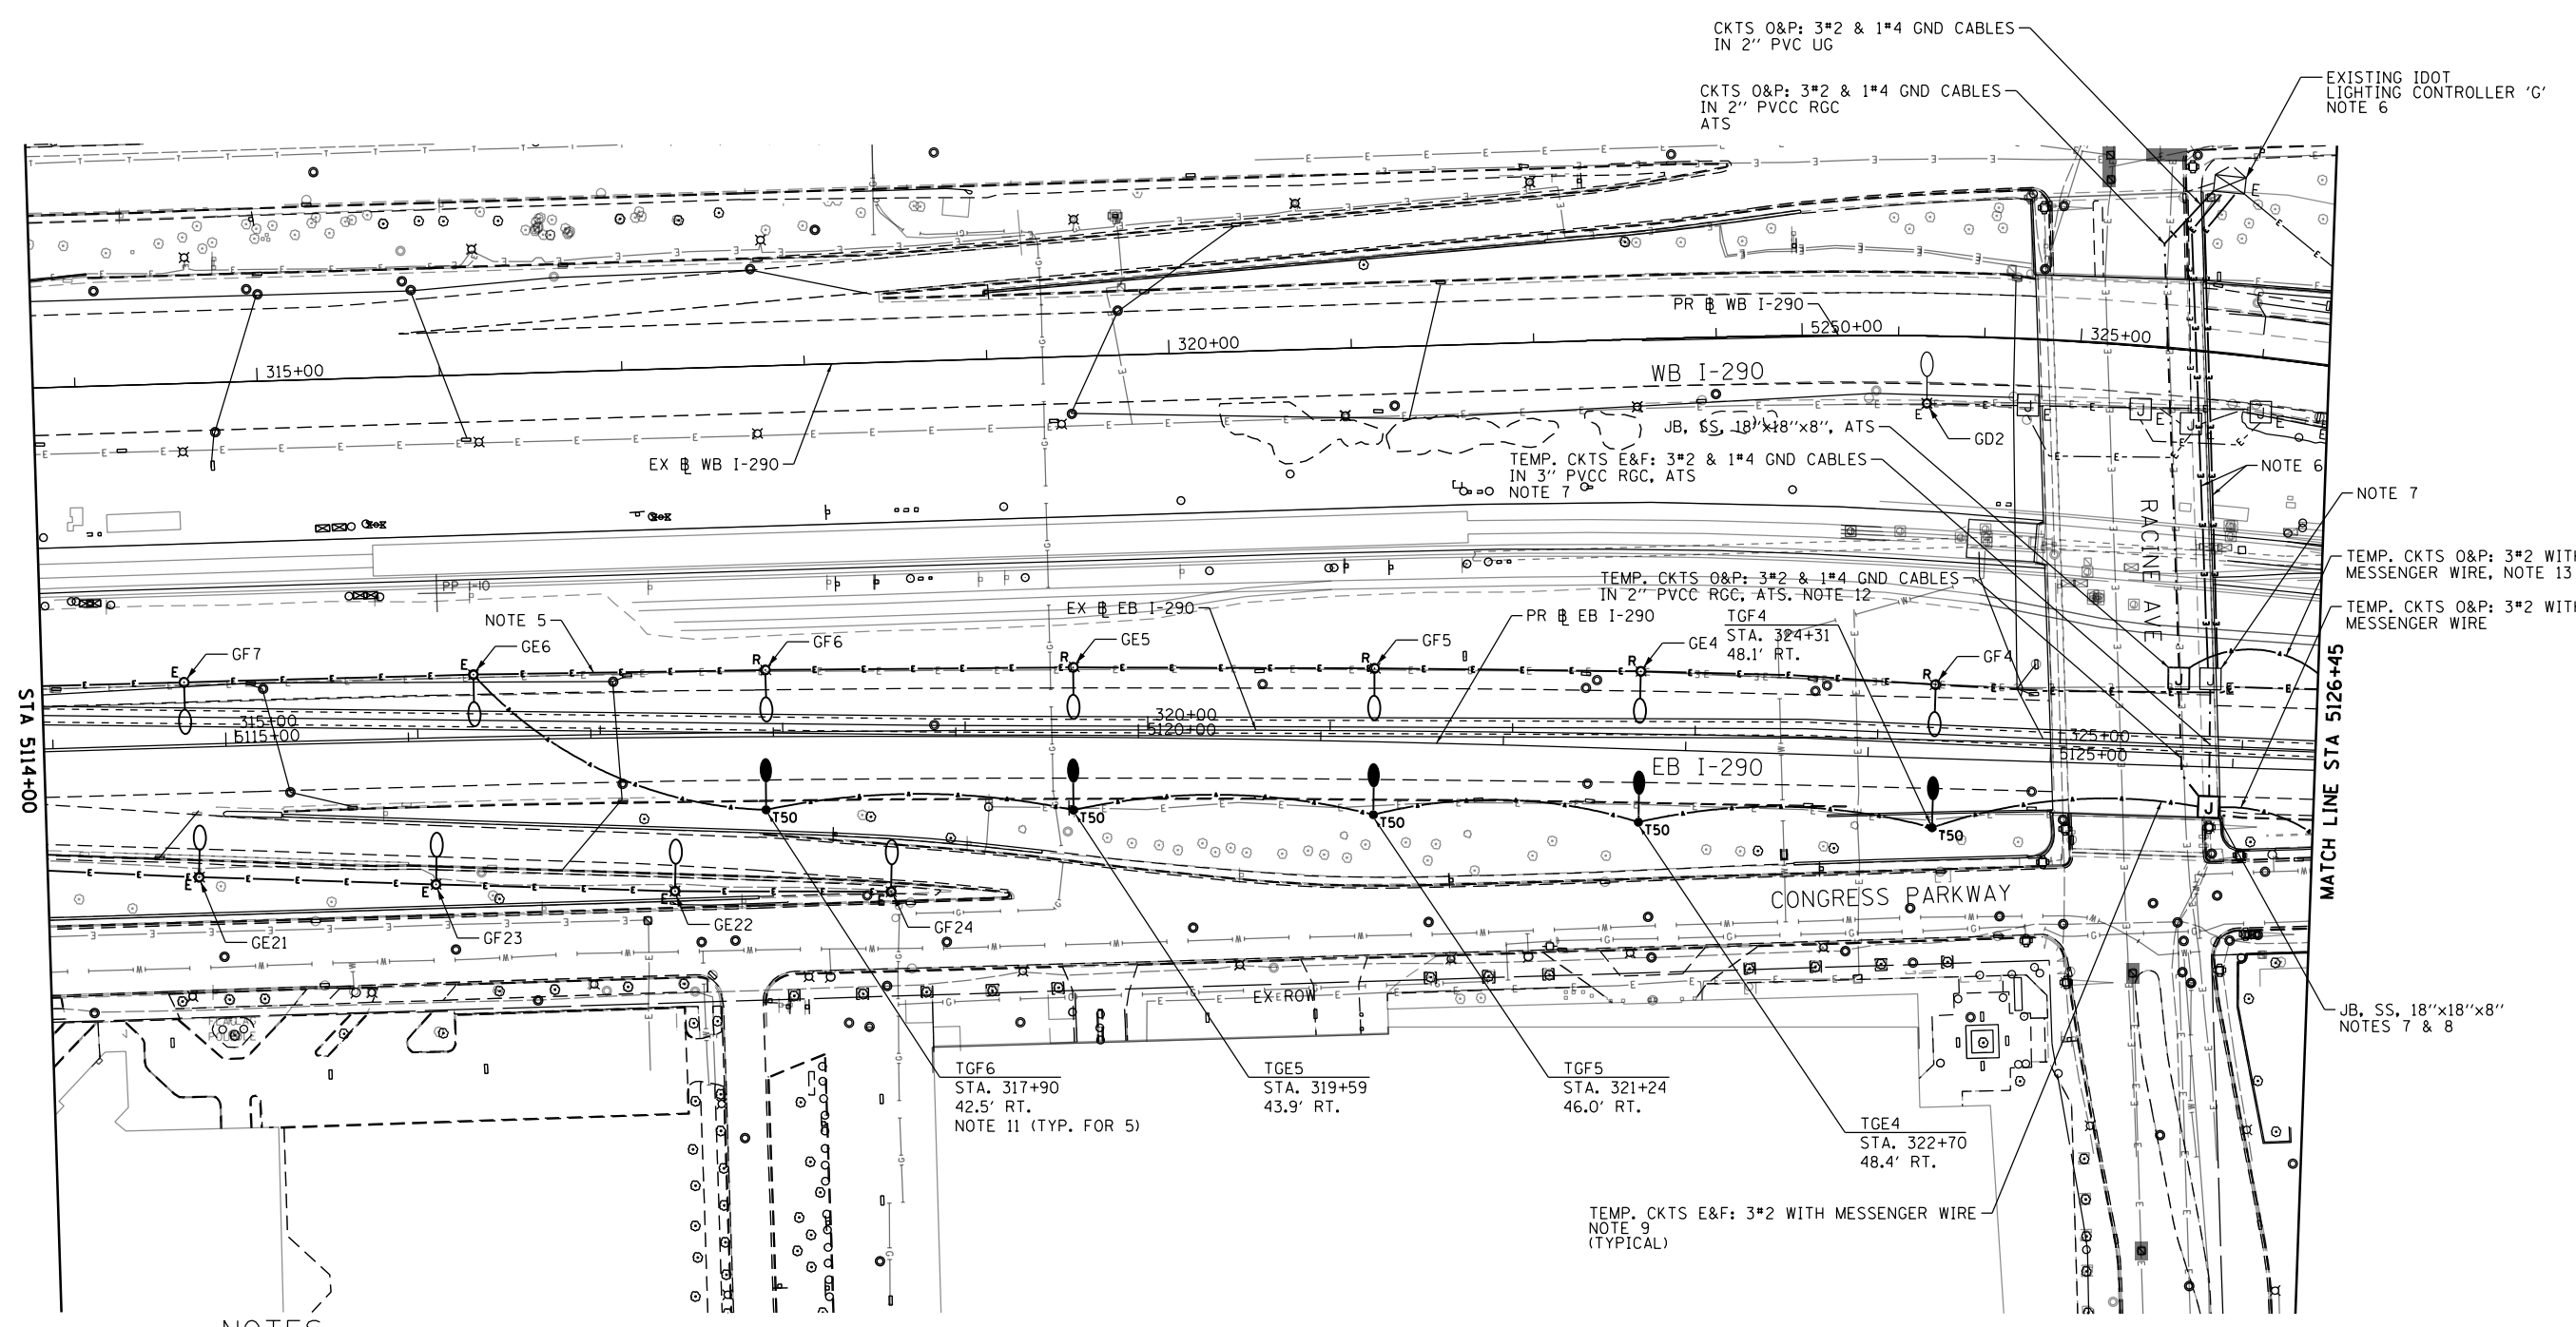 CKTS O&P: 3#2 & 1#4 GND CABLES
IN 2" PVC UG
CKTS O&P: 3#2 & 1#4 GND CABLES
IN 2" PVCC RGC
ATS
EXISTING IDOT
LIGHTING CONTROLLER 'G'
NOTE 6
PR BL WB I-290
5250+00
325+00
320+00
315+00
WB I-290
EX BL WB I-290
JB, SS, 18"x18"x8", ATS
GD2
TEMP. CKTS E&F: 3#2 & 1#4 GND CABLES
IN 3" PVCC RGC, ATS
NOTE 7
NOTE 6
NOTE 7
RACINE AVE
TEMP. CKTS O&P: 3#2 WITH
MESSENGER WIRE, NOTE 13
TEMP. CKTS O&P: 3#2 WITH
MESSENGER WIRE
TEMP. CKTS O&P: 3#2 & 1#4 GND CABLES
IN 2" PVCC RGC, ATS. NOTE 12
PP I-10
EX BL EB I-290
PR BL EB I-290
TGF4
STA. 324+31
48.1' RT.
NOTE 5
GF7
GE6
GF6
GE5
GF5
GE4
GF4
STA 5114+00
MATCH LINE STA 5126+45
315+00
5115+00
320+00
5120+00
325+00
5125+00
EB I-290
T50
T50
T50
T50
T50
CONGRESS PARKWAY
GE21
GF23
GE22
GF24
EX ROW
JB, SS, 18"x18"x8"
NOTES 7 & 8
TGF6
STA. 317+90
42.5' RT.
NOTE 11 (TYP. FOR 5)
TGE5
STA. 319+59
43.9' RT.
TGF5
STA. 321+24
46.0' RT.
TGE4
STA. 322+70
48.4' RT.
TEMP. CKTS E&F: 3#2 WITH MESSENGER WIRE
NOTE 9
(TYPICAL)
NOTES